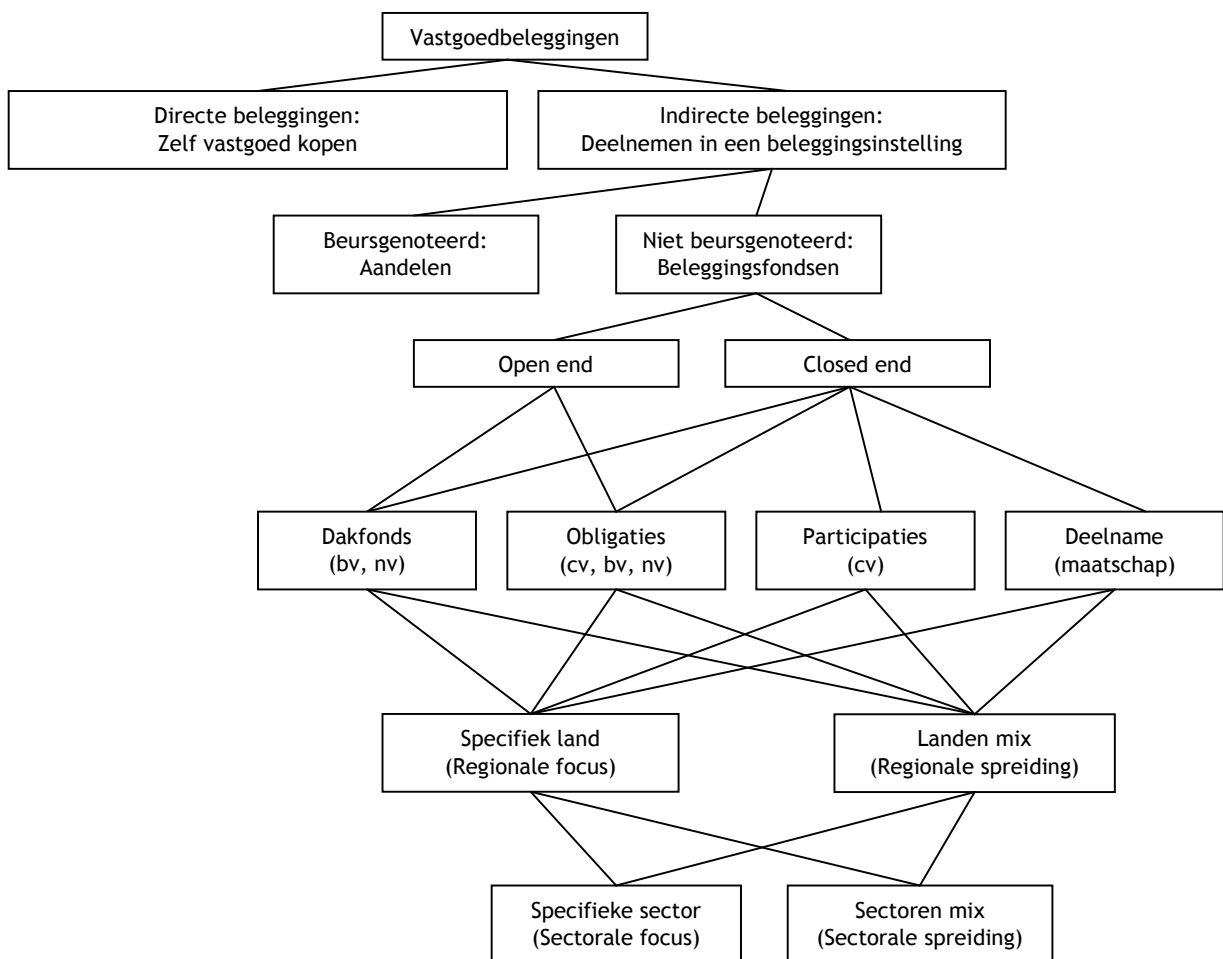 Vastgoedbeleggingen
Directe beleggingen:
Zelf vastgoed kopen
Indirecte beleggingen:
Deelnemen in een beleggingsinstelling
Beursgenoteerd:
Aandelen
Niet beursgenoteerd:
Beleggingsfondsen
Open end
Closed end
Dakfonds
(bv, nv)
Obligaties
(cv, bv, nv)
Participaties
(cv)
Deelname
(maatschap)
Specifiek land
(Regionale focus)
Landen mix
(Regionale spreiding)
Specifieke sector
(Sectorale focus)
Sectoren mix
(Sectorale spreiding)